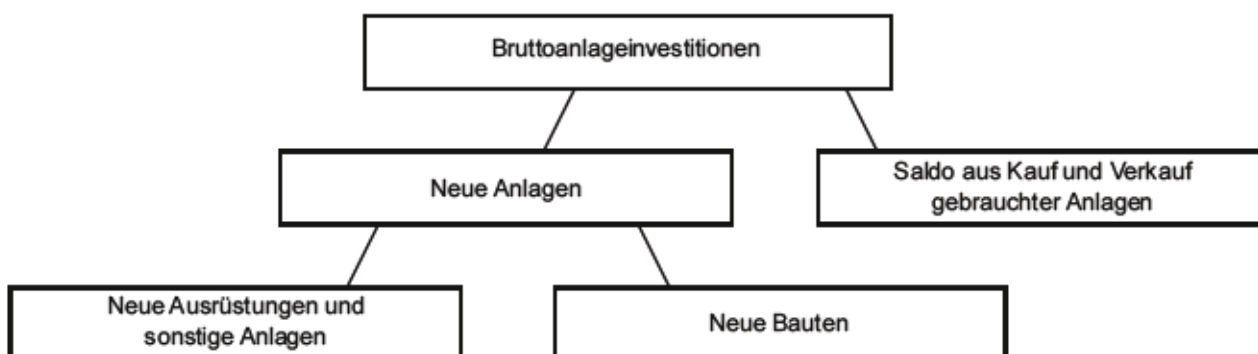 Bruttoanlageinvestitionen
Neue Anlagen
Saldo aus Kauf und Verkauf
gebrauchter Anlagen
Neue Ausrüstungen und
sonstige Anlagen
Neue Bauten